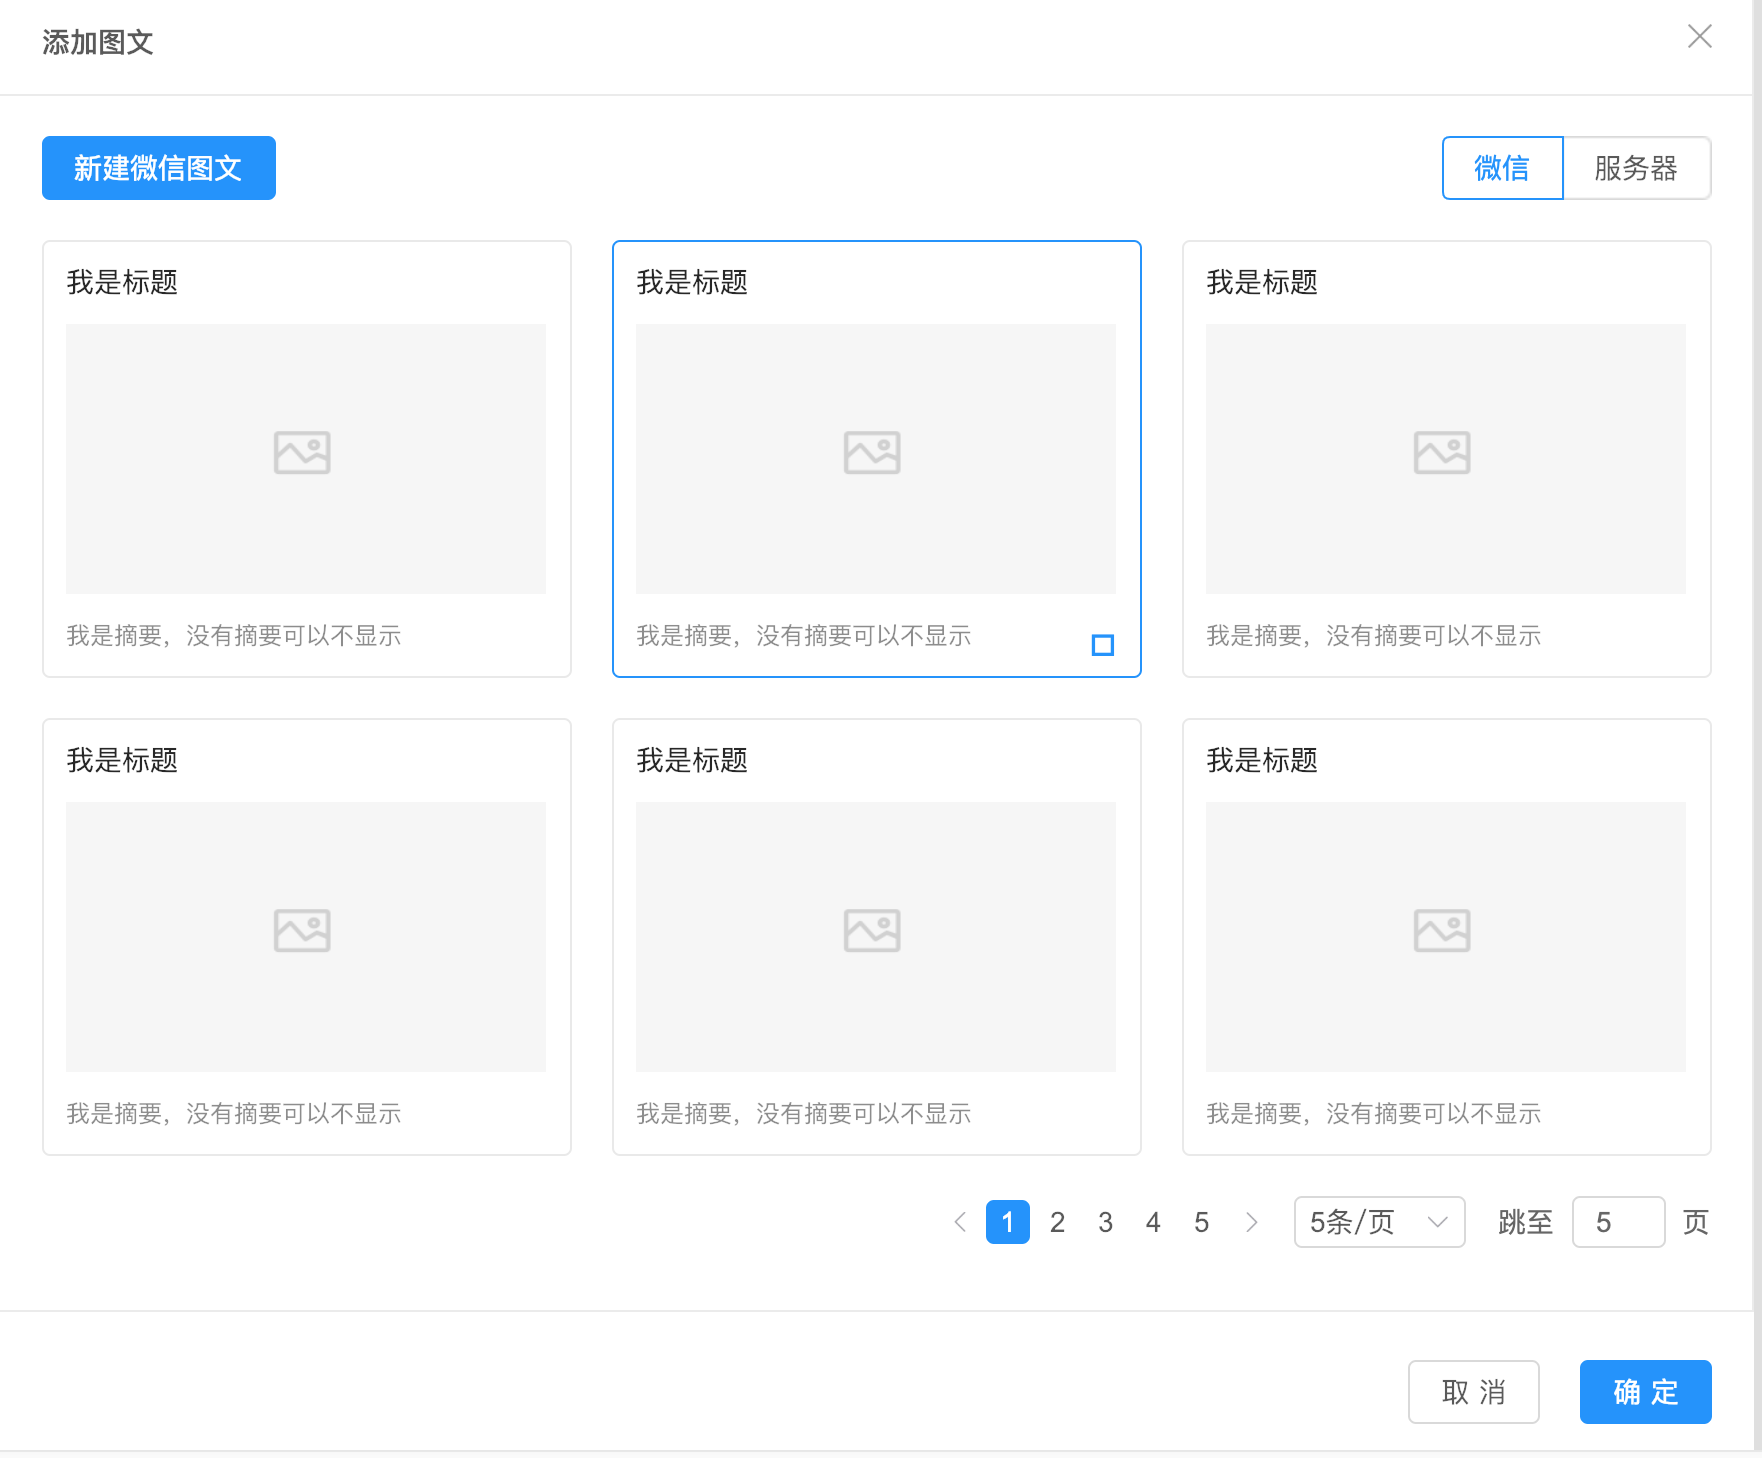 添加图文
新建微信图文
微信 服务器
我是标题 我是标题 我是标题
我是摘要，没有摘要可以不显示 我是摘要，没有摘要可以不显示 我是摘要，没有摘要可以不显示
我是标题 我是标题 我是标题
我是摘要，没有摘要可以不显示 我是摘要，没有摘要可以不显示 我是摘要，没有摘要可以不显示
1 2 3 4 5 5条/页 跳至 5 页
取 消 确 定